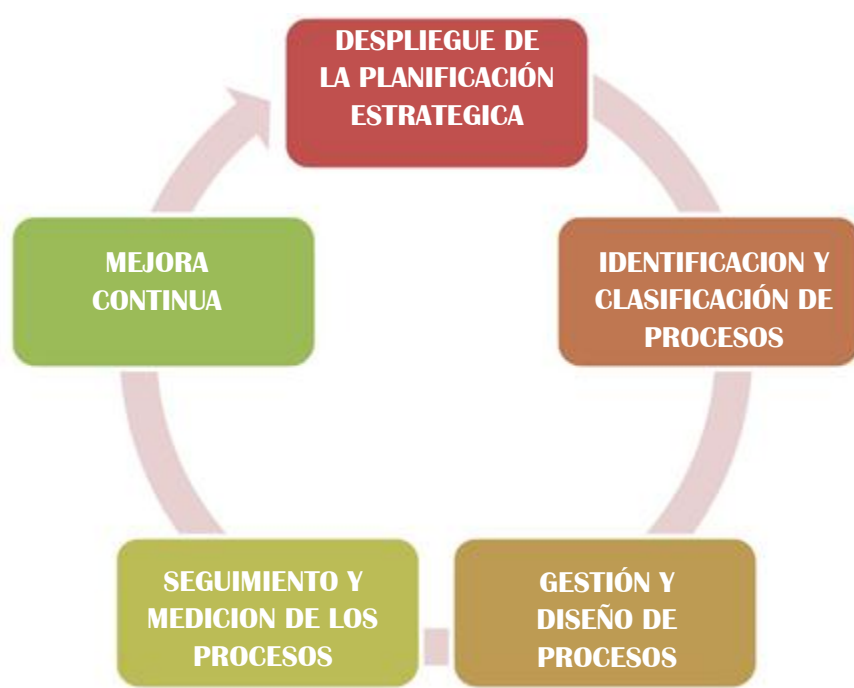 DESPLIEGUE DE
LA PLANIFICACIÓN
ESTRATEGICA
IDENTIFICACION Y
CLASIFICACIÓN DE
PROCESOS
GESTIÓN Y
DISEÑO DE
PROCESOS
SEGUIMIENTO Y
MEDICION DE LOS
PROCESOS
MEJORA
CONTINUA